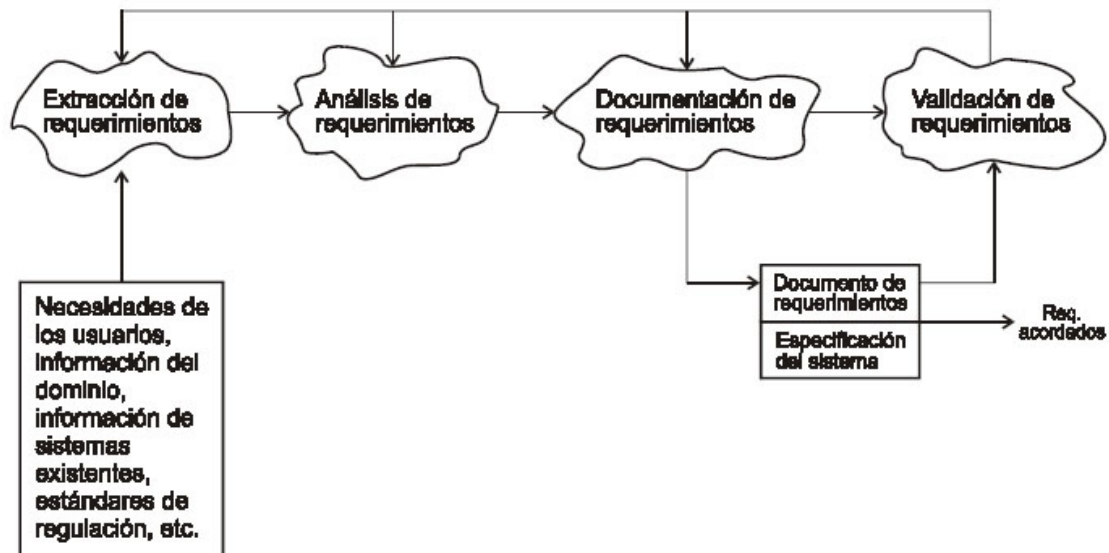 Extracción de
requerimientos
Análisis de
requerimientos
Documentación de
requerimientos
Validación de
requerimientos
Necesidades de
los usuarios,
información del
dominio,
información de
sistemas
existentes,
estándares de
regulación, etc.
Documento de
requerimientos
Especificación
del sistema
Req.
acordados